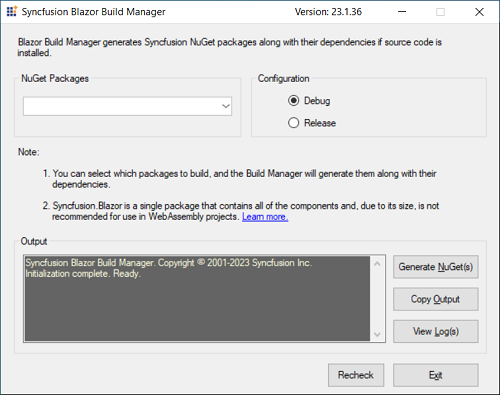 Syncfusion Blazor Build Manager Version: 23.1.36
Blazor Build Manager generates Syncfusion NuGet packages along with their dependencies if source code is
installed.
NuGet Packages
Configuration
Debug
Release
Note:
1. You can select which packages to build, and the Build Manager will generate them along with their
dependencies.
2. Syncfusion.Blazor is a single package that contains all of the components and, due to its size, is not
recommended for use in WebAssembly projects. Learn more.
Output
Syncfusion Blazor Build Manager. Copyright © 2001-2023 Syncfusion Inc.
Initialization complete. Ready.
Generate NuGet(s)
Copy Output
View Log(s)
Recheck
Exit